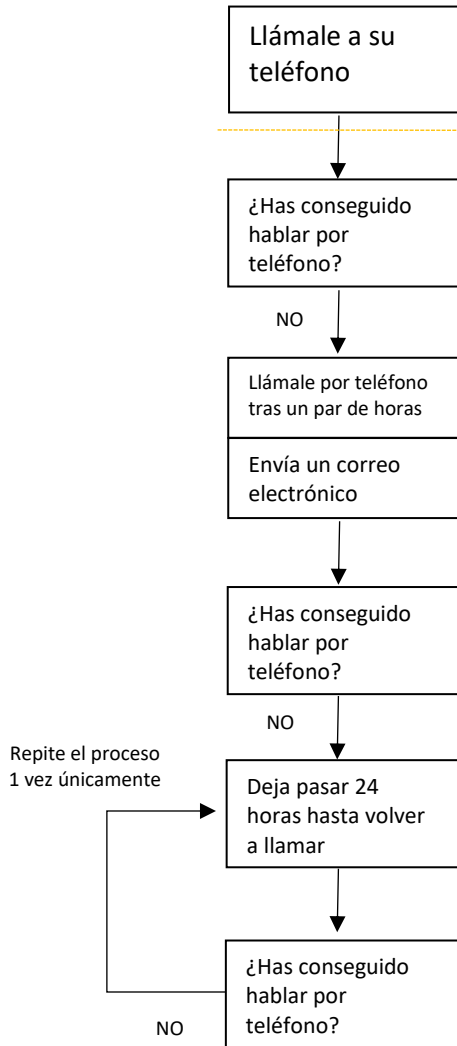 Llámale a su
teléfono
¿Has conseguido
hablar por
teléfono?
NO
Llámale por teléfono
tras un par de horas
Envía un correo
electrónico
¿Has conseguido
hablar por
teléfono?
NO
Repite el proceso
1 vez únicamente
Deja pasar 24
horas hasta volver
a llamar
¿Has conseguido
hablar por
teléfono?
NO